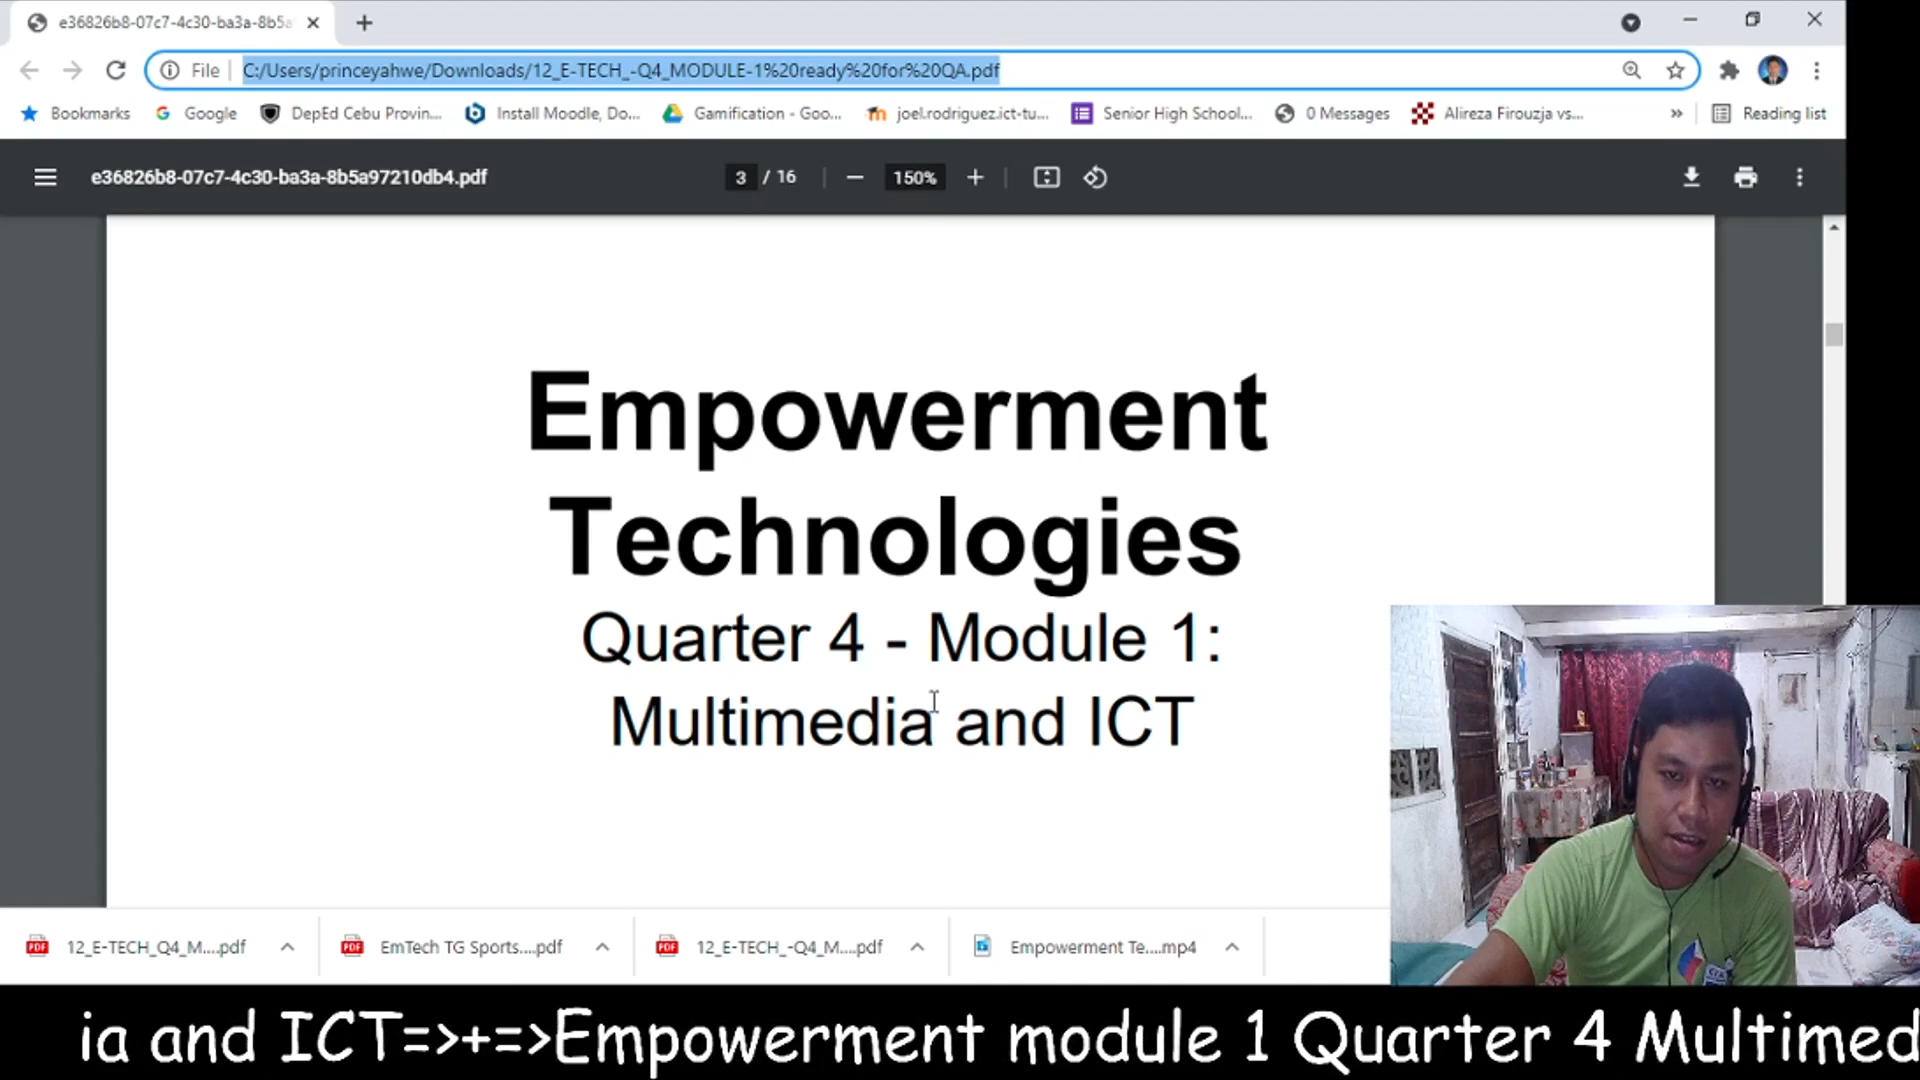 e36826b8-07c7-4c30-ba3a-8b5a
File C:/Users/princeyahwe/Downloads/12_E-TECH_-Q4_MODULE-1%20ready%20for%20QA.pdf
Bookmarks Google DepEd Cebu Provin... Install Moodle, Do... Gamification - Goo... joel.rodriguez.ict-tu... Senior High School... 0 Messages Alireza Firouzja vs... » Reading list
e36826b8-07c7-4c30-ba3a-8b5a97210db4.pdf 3 / 16 150%
Empowerment
Technologies
Quarter 4 - Module 1:
Multimedia and ICT
12_E-TECH_Q4_M....pdf EmTech TG Sports....pdf 12_E-TECH_-Q4_M....pdf Empowerment Te....mp4
ia and ICT=>+=>Empowerment module 1 Quarter 4 Multimed